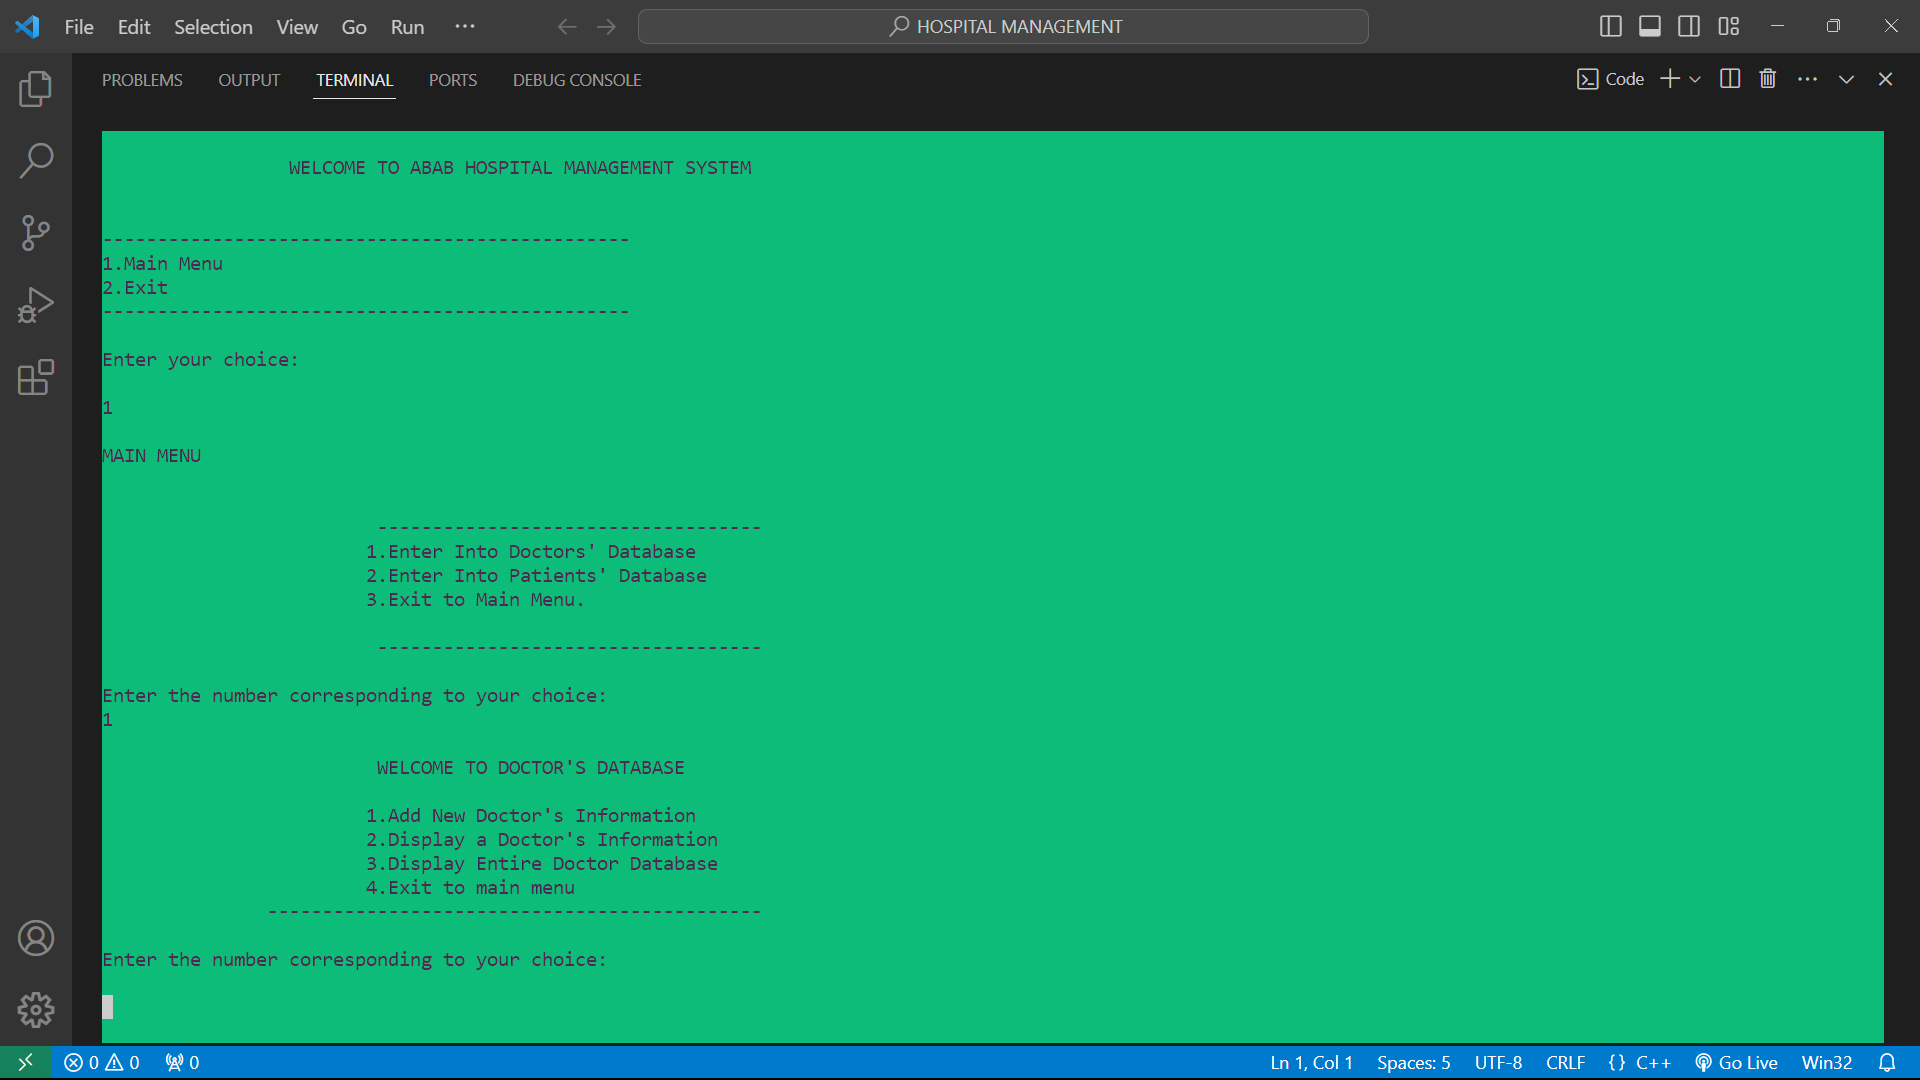 File Edit Selection View Go Run ··· HOSPITAL MANAGEMENT
PROBLEMS OUTPUT TERMINAL PORTS DEBUG CONSOLE Code
WELCOME TO ABAB HOSPITAL MANAGEMENT SYSTEM
------------------------------------------------
1.Main Menu
2.Exit
------------------------------------------------
Enter your choice:
1
MAIN MENU
-----------------------------------
1.Enter Into Doctors' Database
2.Enter Into Patients' Database
3.Exit to Main Menu.
-----------------------------------
Enter the number corresponding to your choice:
1
WELCOME TO DOCTOR'S DATABASE
1.Add New Doctor's Information
2.Display a Doctor's Information
3.Display Entire Doctor Database
4.Exit to main menu
---------------------------------------------
Enter the number corresponding to your choice:
0 0 0 Ln 1, Col 1 Spaces: 5 UTF-8 CRLF {} C++ Go Live Win32